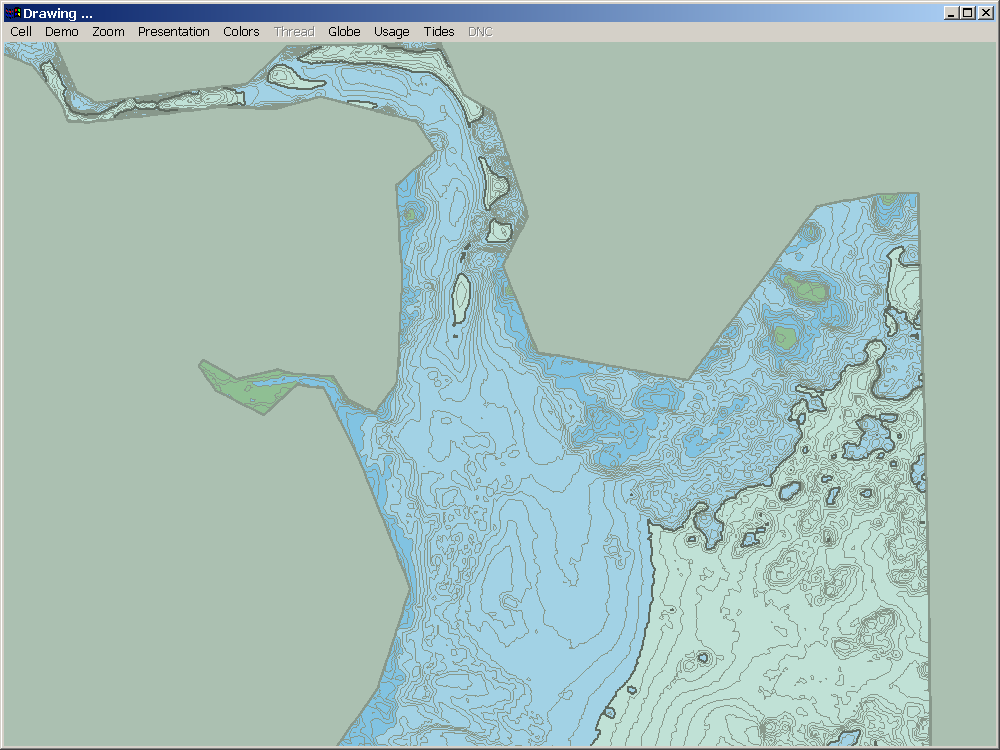 Drawing ...
Cell Demo Zoom Presentation Colors Thread Globe Usage Tides DNC